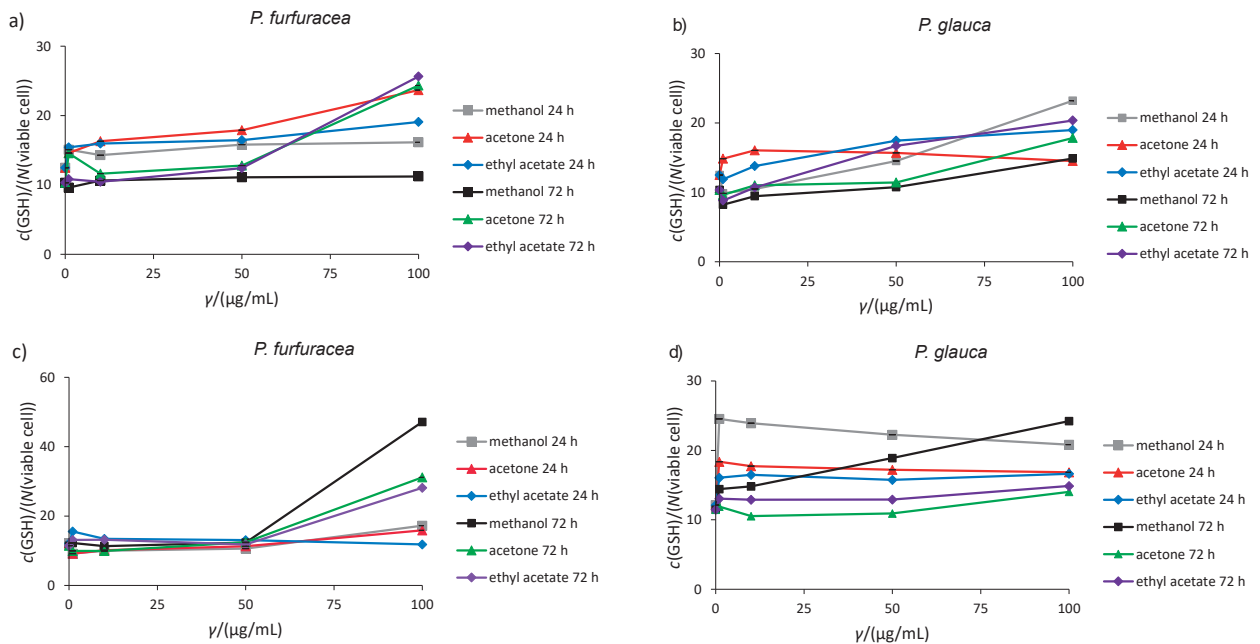 a)
P. furfuracea
c(GSH)/(N(viable cell))
30
20
10
0
0 25 50 75 100
γ/(µg/mL)
methanol 24 h
acetone 24 h
ethyl acetate 24 h
methanol 72 h
acetone 72 h
ethyl acetate 72 h
b)
P. glauca
c(GSH)/(N(viable cell))
30
20
10
0
0 25 50 75 100
γ/(µg/mL)
methanol 24 h
acetone 24 h
ethyl acetate 24 h
methanol 72 h
acetone 72 h
ethyl acetate 72 h
c)
P. furfuracea
c(GSH)/(N(viable cell))
60
40
20
0
0 25 50 75 100
γ/(µg/mL)
methanol 24 h
acetone 24 h
ethyl acetate 24 h
methanol 72 h
acetone 72 h
ethyl acetate 72 h
d)
P. glauca
c(GSH)/(N(viable cell))
30
20
10
0
0 25 50 75 100
γ/(µg/mL)
methanol 24 h
acetone 24 h
ethyl acetate 24 h
methanol 72 h
acetone 72 h
ethyl acetate 72 h